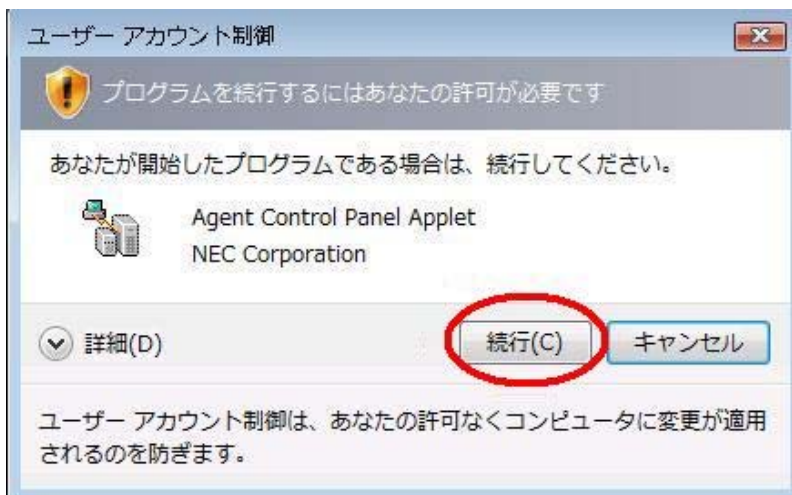 ユーザー アカウント制御
プログラムを続行するにはあなたの許可が必要です
あなたが開始したプログラムである場合は、続行してください。
Agent Control Panel Applet
NEC Corporation
詳細(D)
続行(C)
キャンセル
ユーザー アカウント制御は、あなたの許可なくコンピュータに変更が適用
されるのを防ぎます。